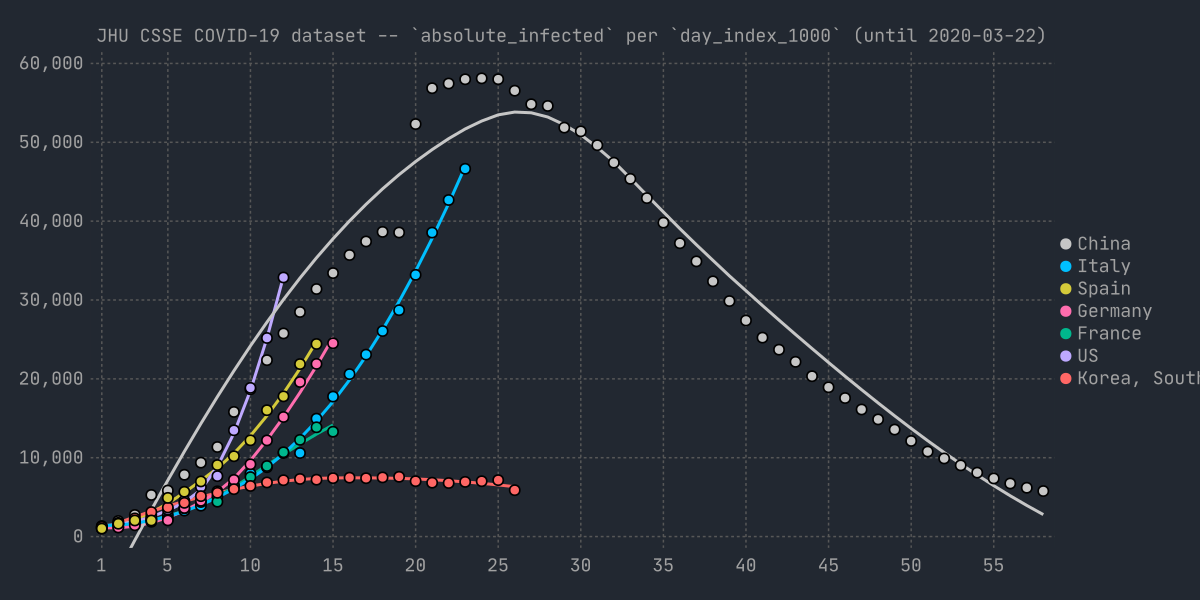 JHU CSSE COVID-19 dataset -- `absolute_infected` per `day_index_1000` (until 2020-03-22)
60,000
50,000
40,000
30,000
20,000
10,000
0
1 5 10 15 20 25 30 35 40 45 50 55
China
Italy
Spain
Germany
France
US
Korea, South